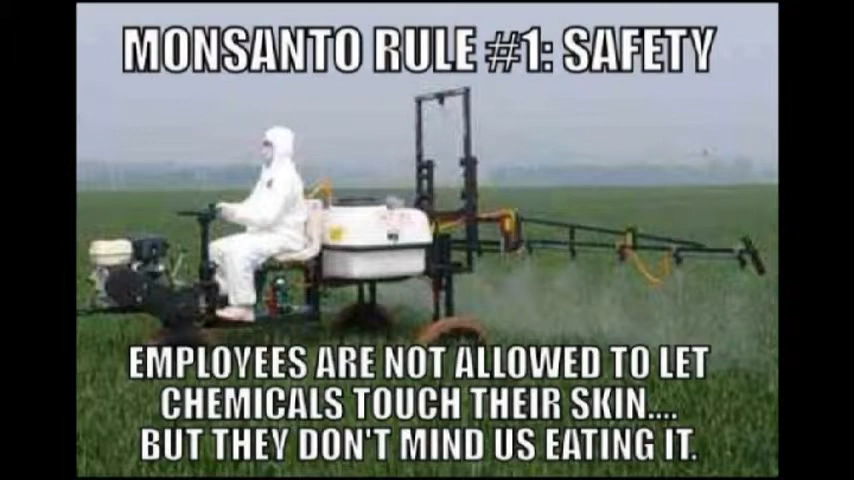 MONSANTO RULE #1: SAFETY
EMPLOYEES ARE NOT ALLOWED TO LET
CHEMICALS TOUCH THEIR SKIN....
BUT THEY DON'T MIND US EATING IT.